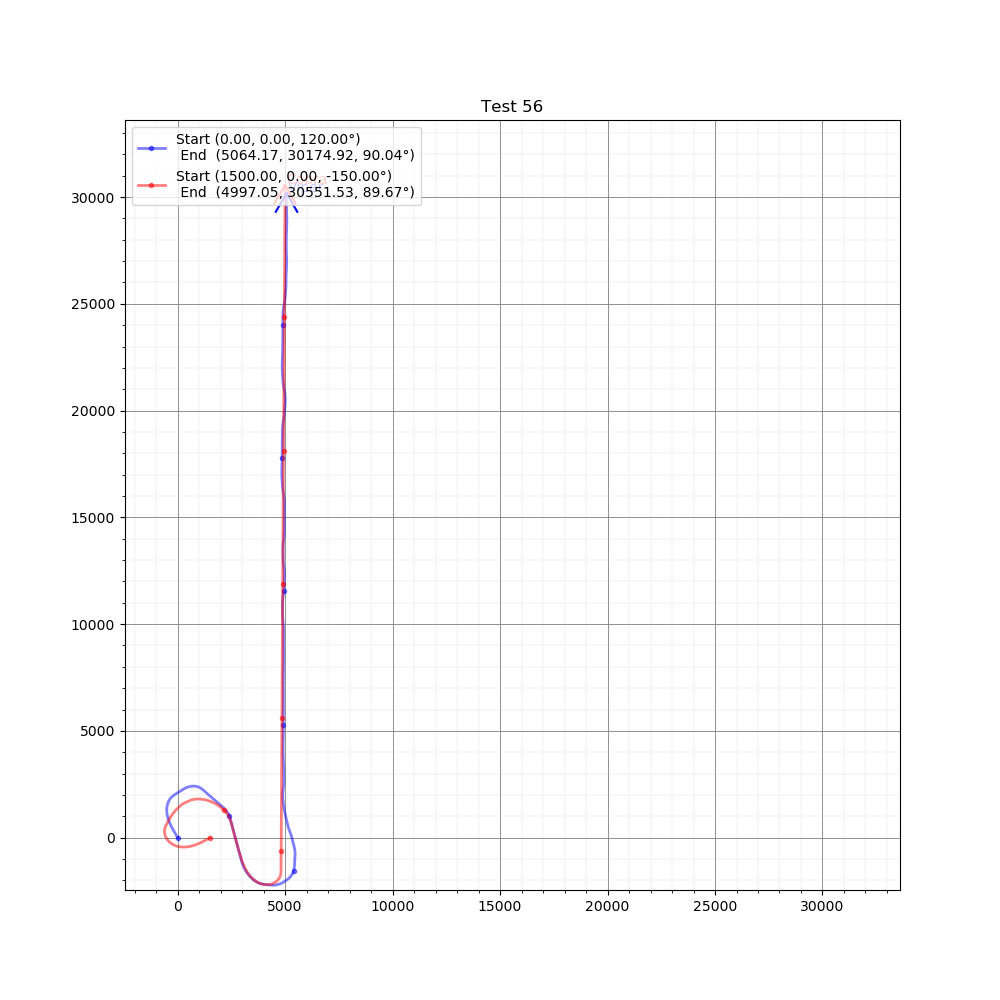 Test 56
Start (0.00, 0.00, 120.00°)
End (5064.17, 30174.92, 90.04°)
Start (1500.00, 0.00, -150.00°)
End (4997.05, 30551.53, 89.67°)
30000
25000
20000
15000
10000
5000
0
0 5000 10000 15000 20000 25000 30000